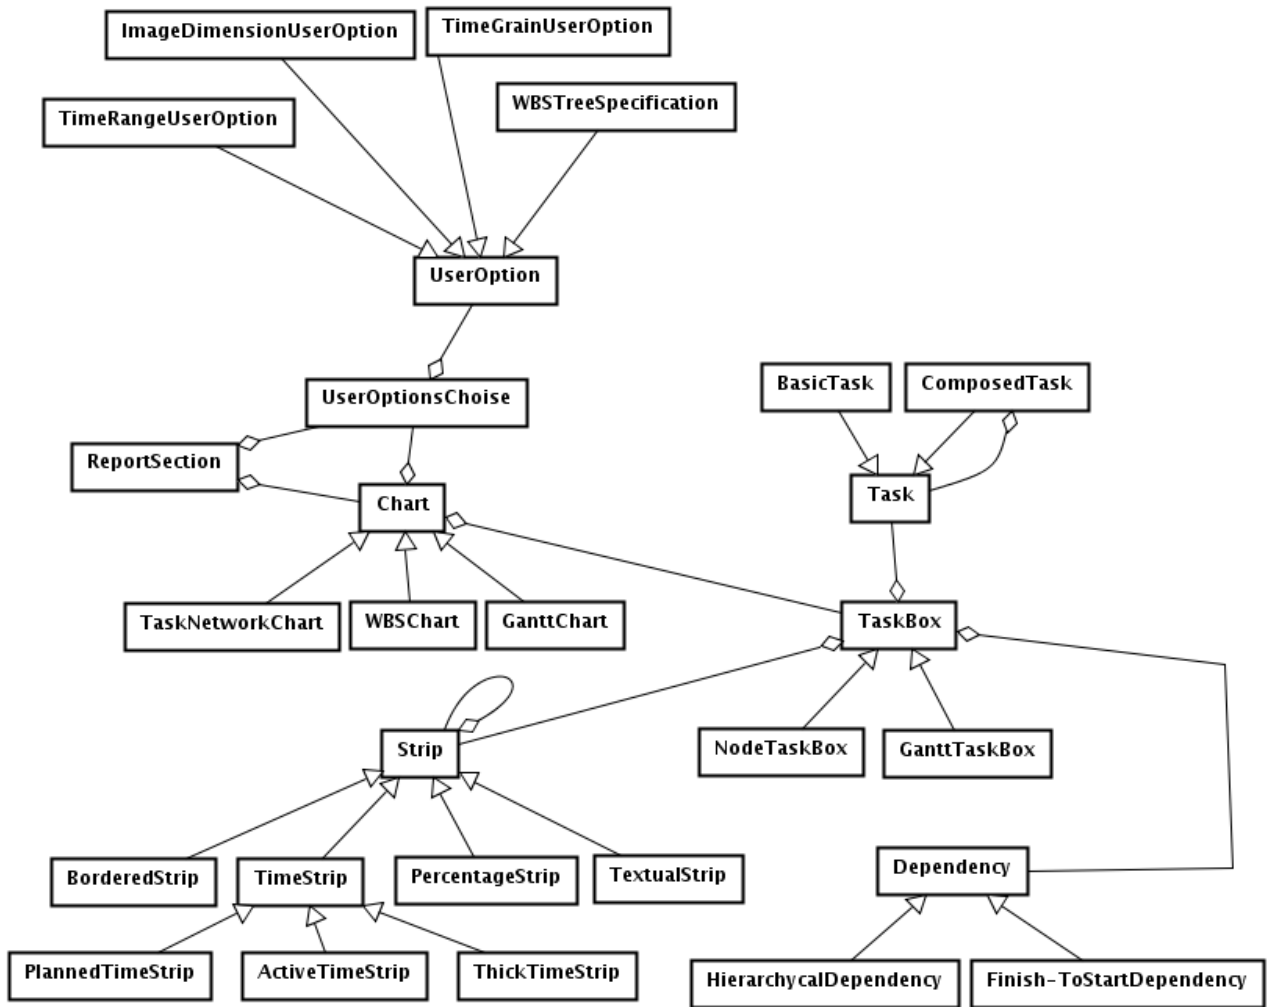 ImageDimensionUserOption
TimeGrainUserOption
TimeRangeUserOption
WBSTreeSpecification
UserOption
UserOptionsChoise
BasicTask
ComposedTask
ReportSection
Chart
Task
TaskNetworkChart
WBSChart
GanttChart
TaskBox
Strip
NodeTaskBox
GanttTaskBox
BorderedStrip
TimeStrip
PercentageStrip
TextualStrip
Dependency
PlannedTimeStrip
ActiveTimeStrip
ThickTimeStrip
HierarchycalDependency
Finish-ToStartDependency